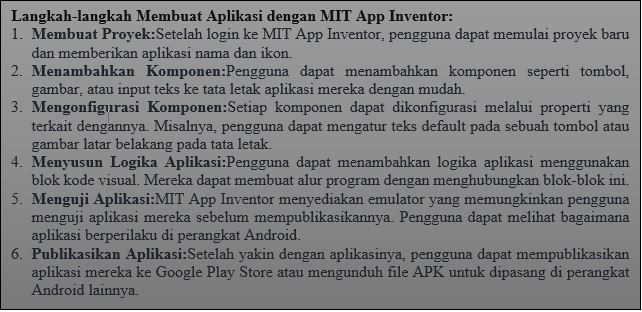 Langkah-langkah Membuat Aplikasi dengan MIT App Inventor:
1. Membuat Proyek:Setelah login ke MIT App Inventor, pengguna dapat memulai proyek baru
dan memberikan aplikasi nama dan ikon.
2. Menambahkan Komponen:Pengguna dapat menambahkan komponen seperti tombol,
gambar, atau input teks ke tata letak aplikasi mereka dengan mudah.
3. Mengonfigurasi Komponen:Setiap komponen dapat dikonfigurasi melalui properti yang
terkait dengannya. Misalnya, pengguna dapat mengatur teks default pada sebuah tombol atau
gambar latar belakang pada tata letak.
4. Menyusun Logika Aplikasi:Pengguna dapat menambahkan logika aplikasi menggunakan
blok kode visual. Mereka dapat membuat alur program dengan menghubungkan blok-blok ini.
5. Menguji Aplikasi:MIT App Inventor menyediakan emulator yang memungkinkan pengguna
menguji aplikasi mereka sebelum mempublikasikannya. Pengguna dapat melihat bagaimana
aplikasi berperilaku di perangkat Android.
6. Publikasikan Aplikasi:Setelah yakin dengan aplikasinya, pengguna dapat mempublikasikan
aplikasi mereka ke Google Play Store atau mengunduh file APK untuk dipasang di perangkat
Android lainnya.